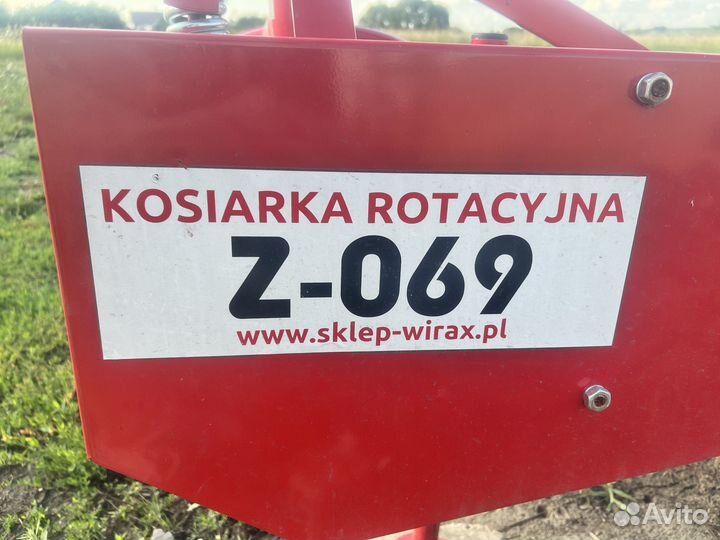 KOSIARKA ROTACYJNA
Z-069
www.sklep-wirax.pl
Avito